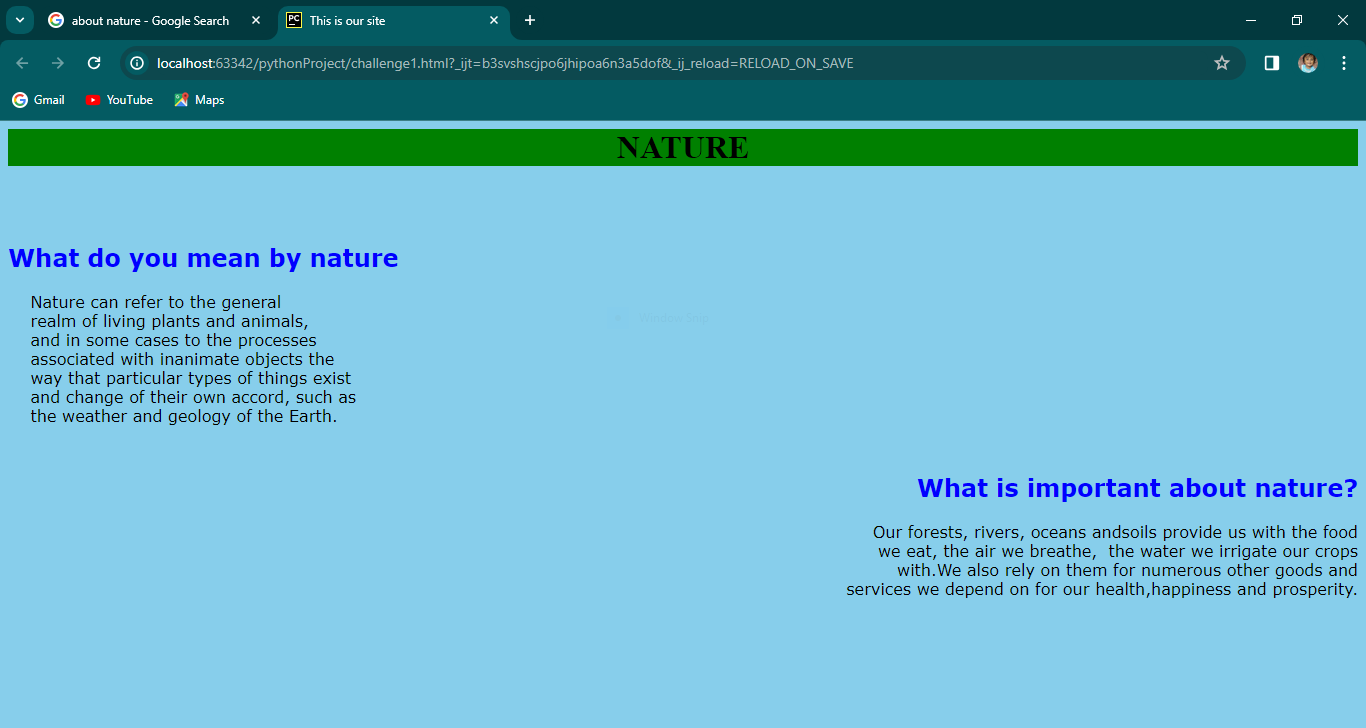 about nature - Google Search
This is our site
localhost:63342/pythonProject/challenge1.html?_ijt=b3svshscjpo6jhipoa6n3a5dof&_ij_reload=RELOAD_ON_SAVE
Gmail YouTube Maps
NATURE
What do you mean by nature
Nature can refer to the general
realm of living plants and animals,
and in some cases to the processes
associated with inanimate objects the
way that particular types of things exist
and change of their own accord, such as
the weather and geology of the Earth.
What is important about nature?
Our forests, rivers, oceans andsoils provide us with the food
we eat, the air we breathe,  the water we irrigate our crops
with.We also rely on them for numerous other goods and
services we depend on for our health,happiness and prosperity.